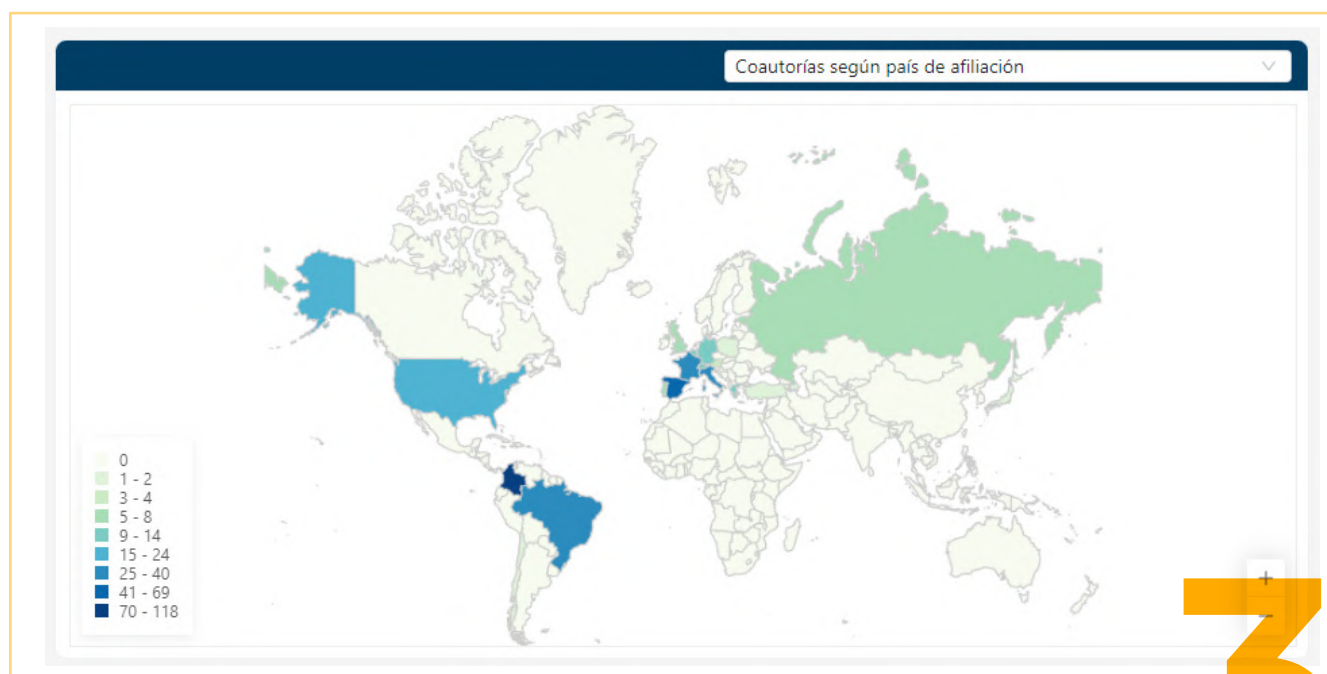 Coautorías según país de afiliación
0
1 - 2
3 - 4
5 - 8
9 - 14
15 - 24
25 - 40
41 - 69
70 - 118
+
−
3